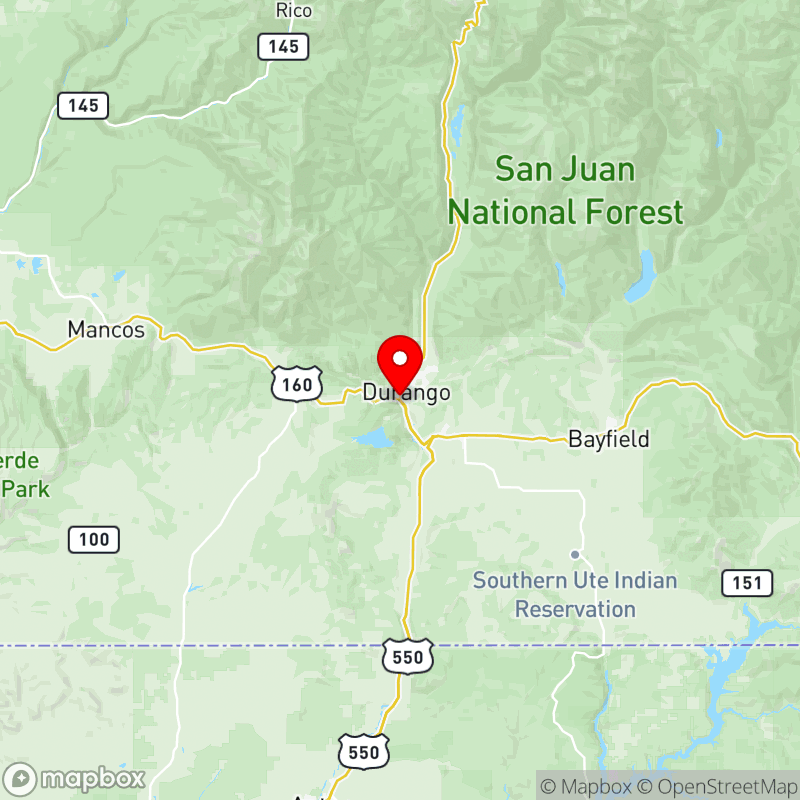 Rico
145
145
San Juan
National Forest
Mancos
160
Durango
Bayfield
erde
Park
100
Southern Ute Indian
Reservation
151
550
550
mapbox
© Mapbox © OpenStreetMap